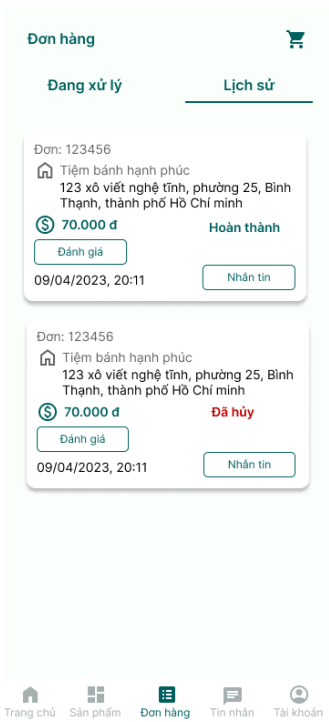 Đơn hàng
Đang xử lý
Lịch sử
Đơn: 123456
Tiệm bánh hạnh phúc
123 xô viết nghệ tĩnh, phường 25, Bình
Thạnh, thành phố Hồ Chí minh
70.000 đ
Hoàn thành
Đánh giá
09/04/2023, 20:11
Nhắn tin
Đơn: 123456
Tiệm bánh hạnh phúc
123 xô viết nghệ tĩnh, phường 25, Bình
Thạnh, thành phố Hồ Chí minh
70.000 đ
Đã hủy
Đánh giá
09/04/2023, 20:11
Nhắn tin
Trang chủ
Sản phẩm
Đơn hàng
Tin nhắn
Tài khoản